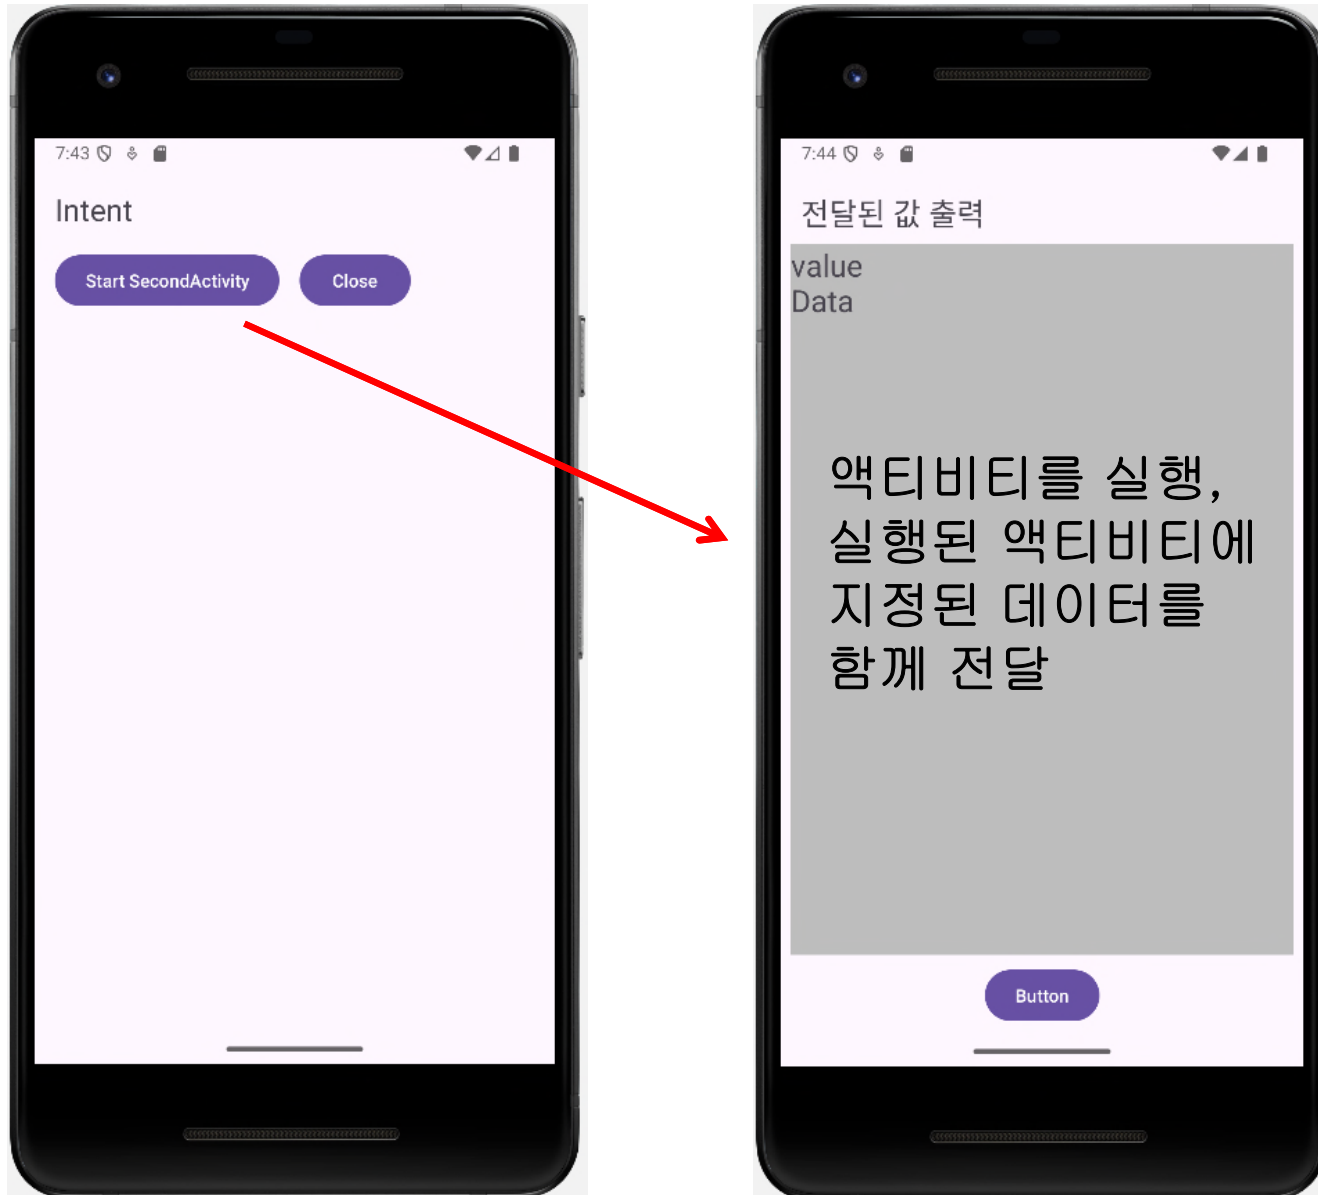 7:43
Intent
Start SecondActivity
Close
7:44
전달된 값 출력
value
Data
액티비티를 실행,
실행된 액티비티에
지정된 데이터를
함께 전달
Button